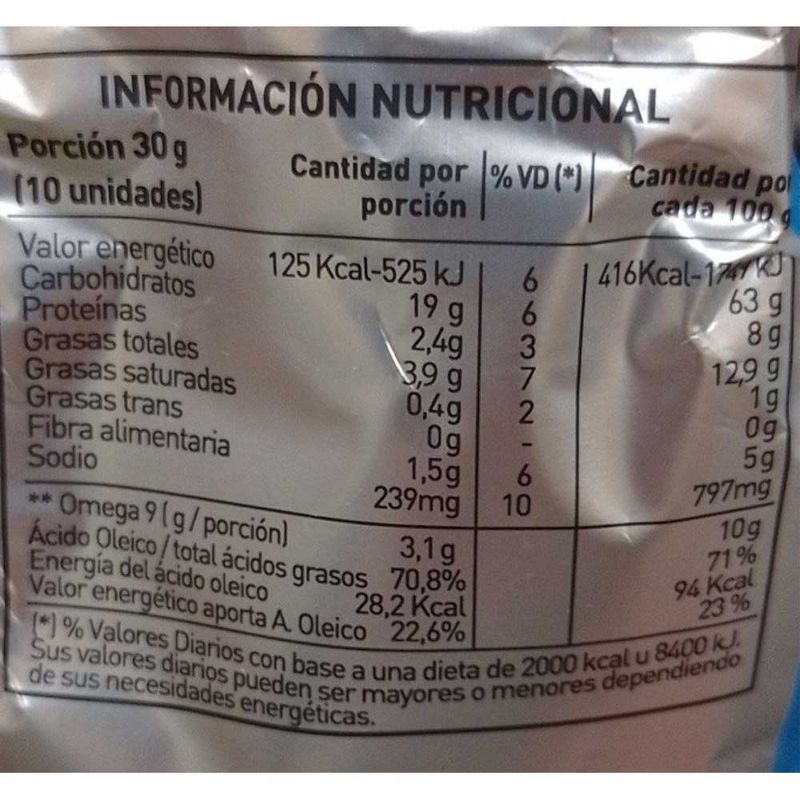 INFORMACIÓN NUTRICIONAL
Porción 30 g
(10 unidades)
Cantidad por porción
% VD (*)
Cantidad po
cada 100 g
Valor energético 125 Kcal-525 kJ 6 416Kcal-1747 KJ
Carbohidratos 19 g 6 63 g
Proteínas 2,4g 3 8 g
Grasas totales 3,9 g 7 12,9 g
Grasas saturadas 0,4g 2 1g
Grasas trans 0g - 0g
Fibra alimentaria 1,5g 6 5g
Sodio 239mg 10 797mg
** Omega 9 (g/porción) 3,1 g 10g
Ácido Oleico/total ácidos grasos 70,8% 71%
Energía del ácido oleico 28,2 Kcal 94 Kcal
Valor energético aporta A. Oleico 22,6% 23 %
(*) % Valores Diarios con base a una dieta de 2000 kcal u 8400 kJ.
Sus valores diarios pueden ser mayores o menores dependiendo
de sus necesidades energéticas.